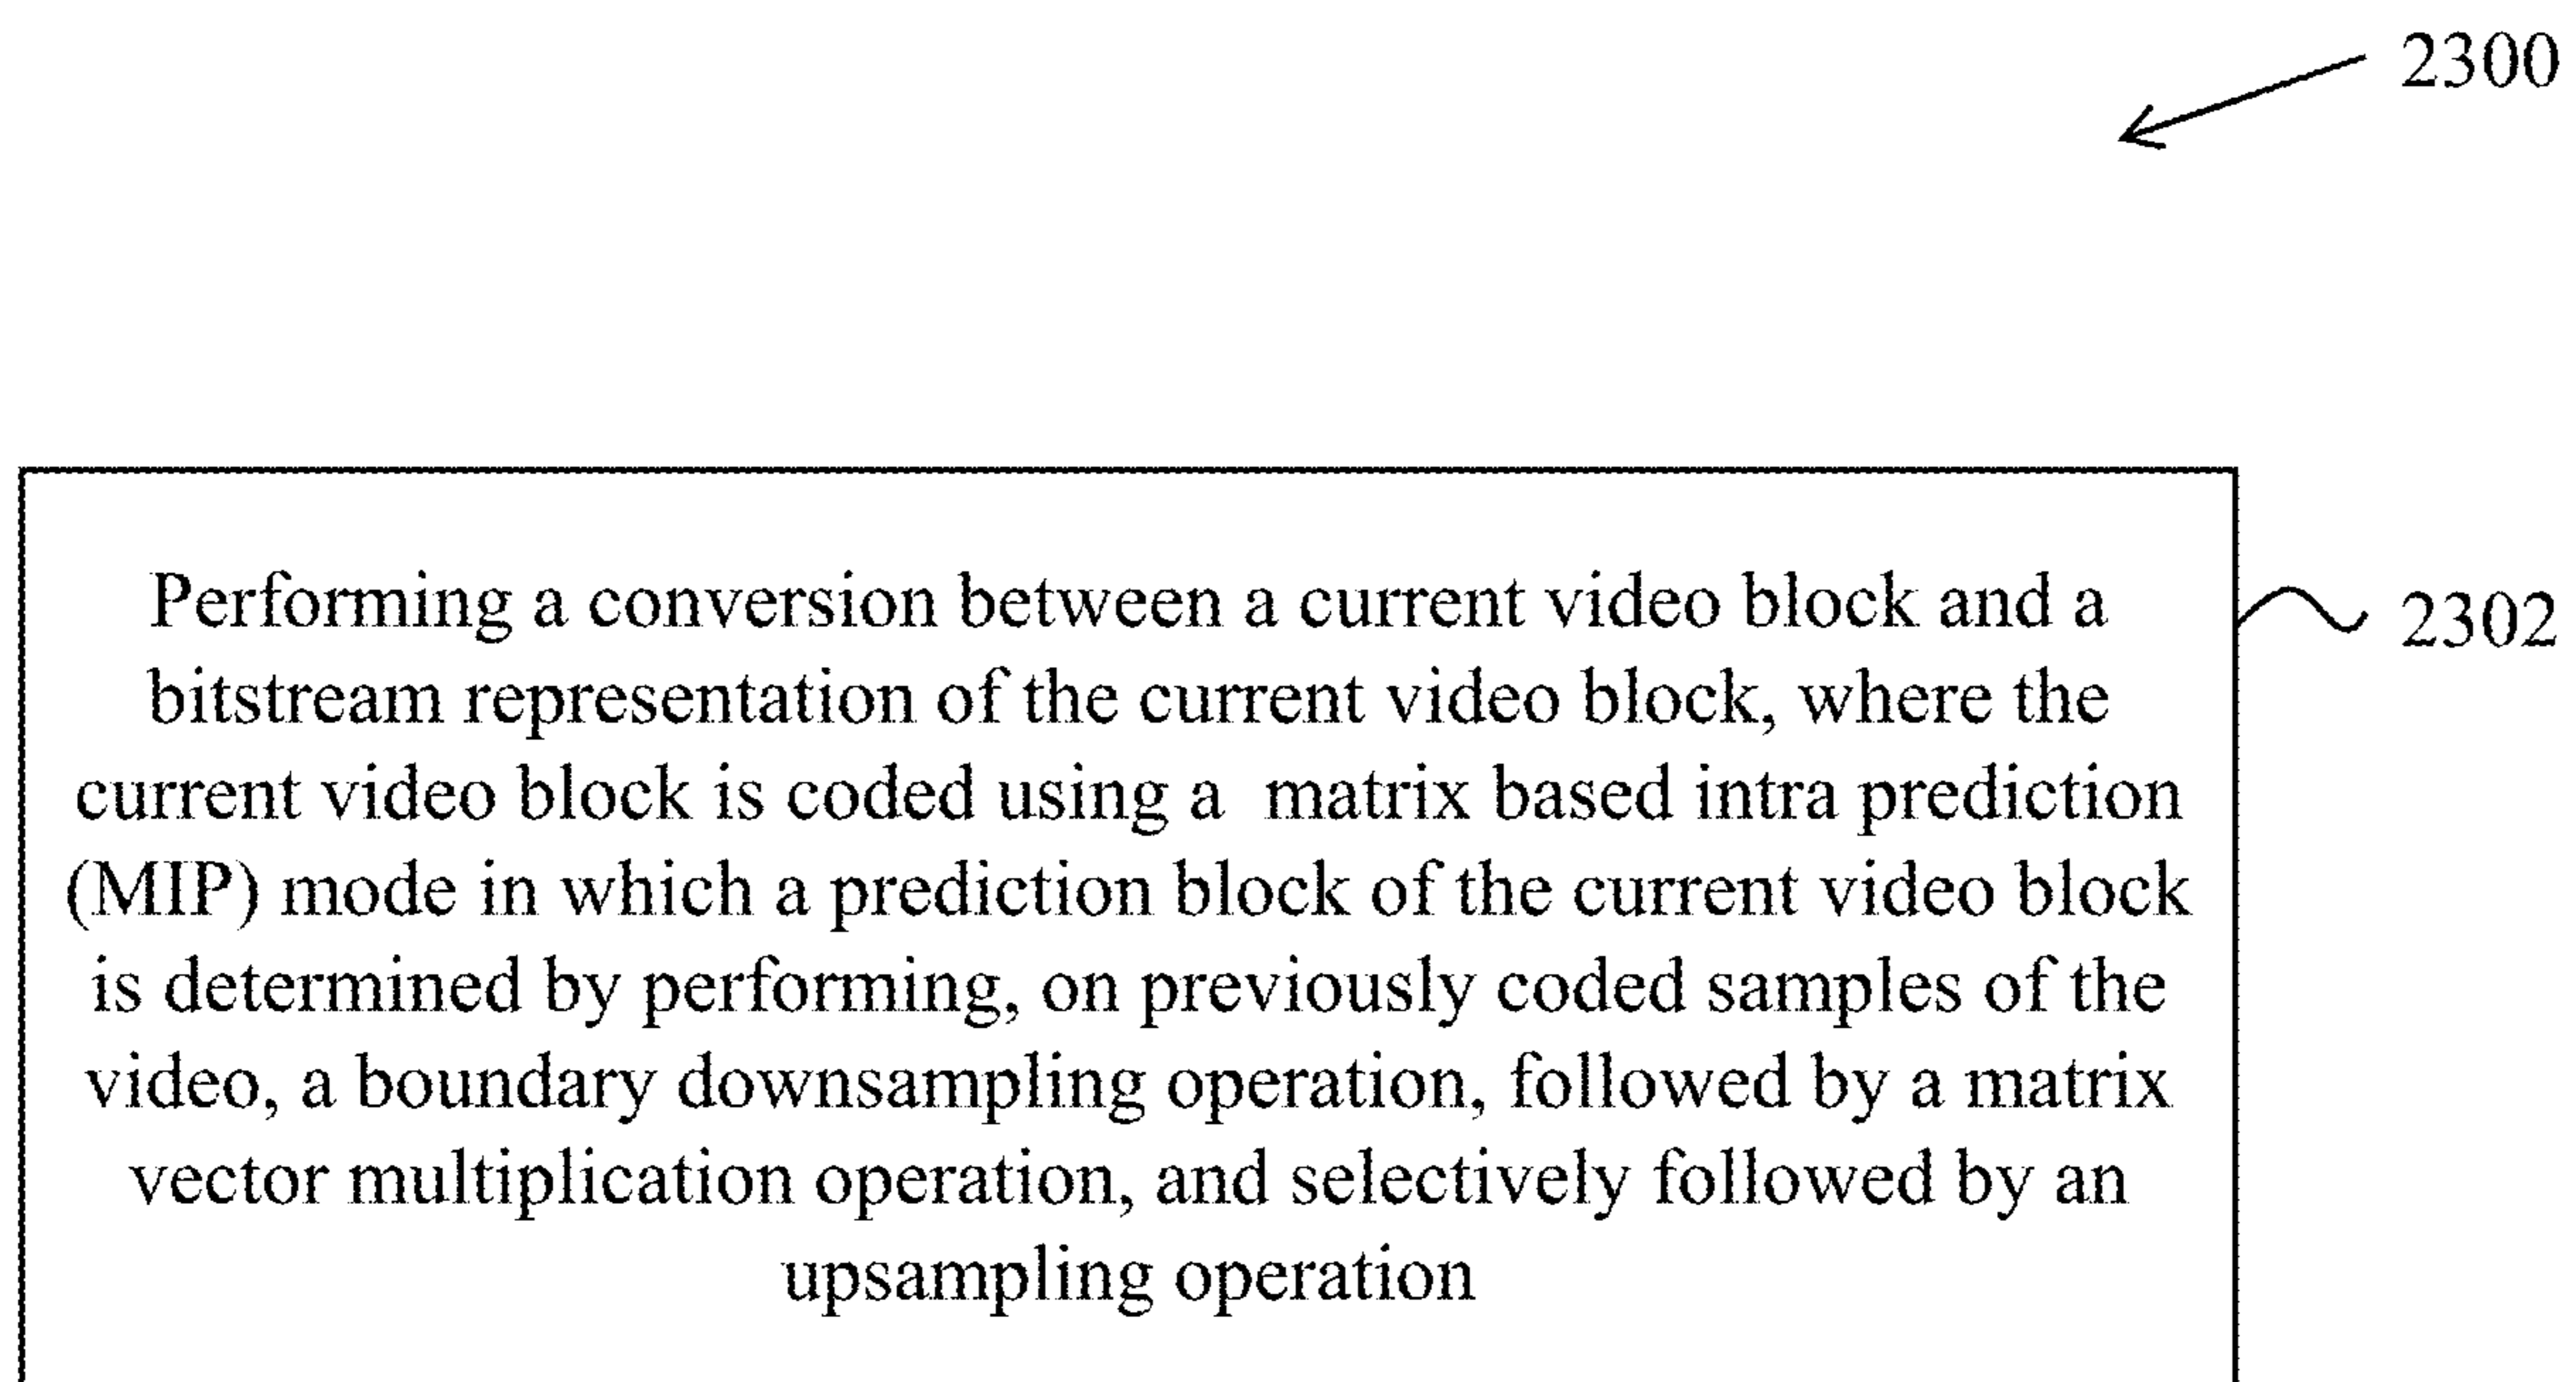 2300
Performing a conversion between a current video block and a
2302
bitstream representation of the current video block, where the
current video block is coded using a  matrix based intra prediction
(MIP) mode in which a prediction block of the current video block
is determined by performing, on previously coded samples of the
video, a boundary downsampling operation, followed by a matrix
vector multiplication operation, and selectively followed by an
upsampling operation